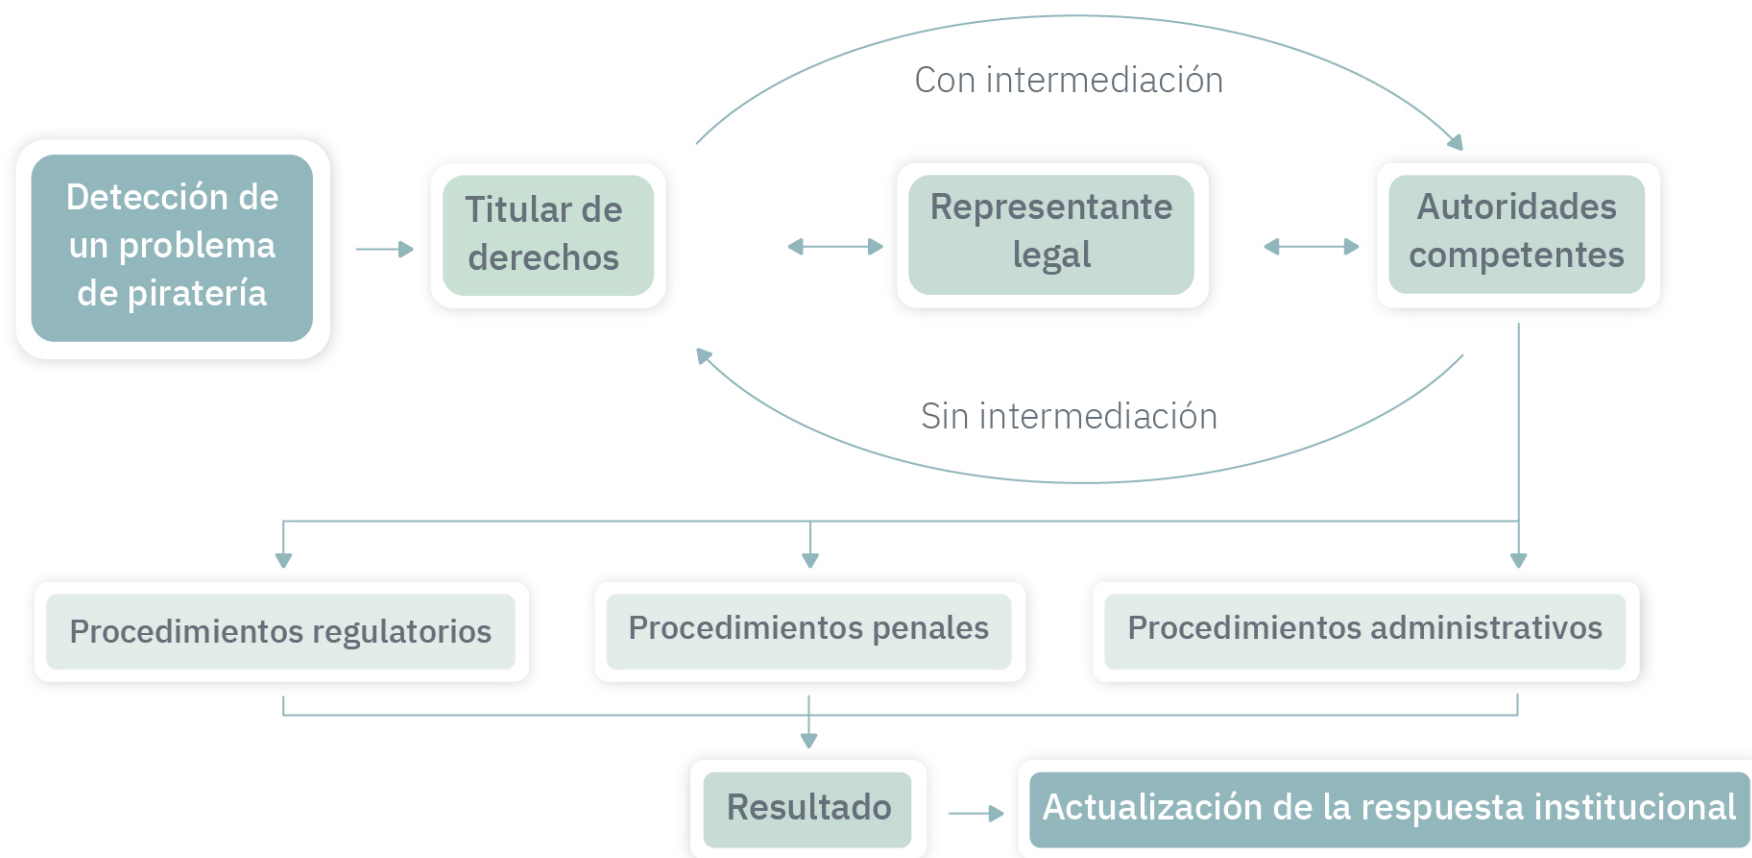 Con intermediación
Detección de
un problema
de piratería
Titular de
derechos
Representante
legal
Autoridades
competentes
Sin intermediación
Procedimientos regulatorios
Procedimientos penales
Procedimientos administrativos
Resultado
Actualización de la respuesta institucional